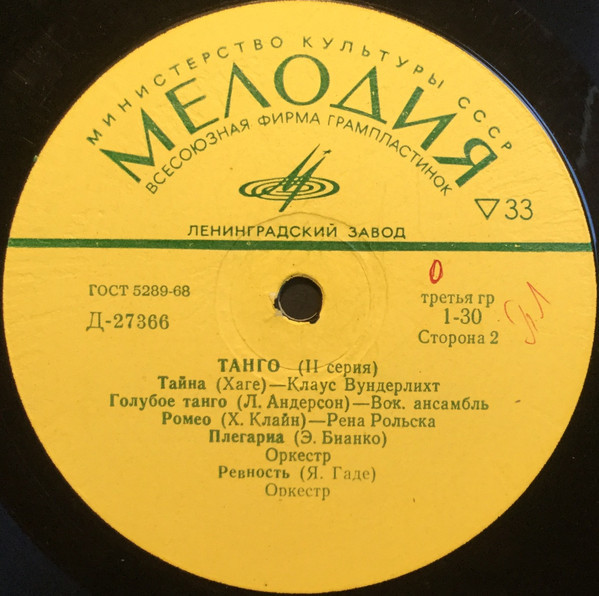 МИНИСТЕРСТВО КУЛЬТУРЫ СССР
МЕЛОДИЯ
ВСЕСОЮЗНАЯ ФИРМА ГРАМПЛАСТИНОК
▽33
ЛЕНИНГРАДСКИЙ ЗАВОД
ГОСТ 5289-68
Д-27366
О
третья гр
1-30
Сторона 2
ТАНГО (II серия)
Тайна (Хаге)—Клаус Вундерлихт
Голубое танго (Л. Андерсон)—Вок. ансамбль
Ромео (Х. Клайн)—Рена Рольска
Плегариа (Э. Бианко)
Оркестр
Ревность (Я. Гаде)
Оркестр